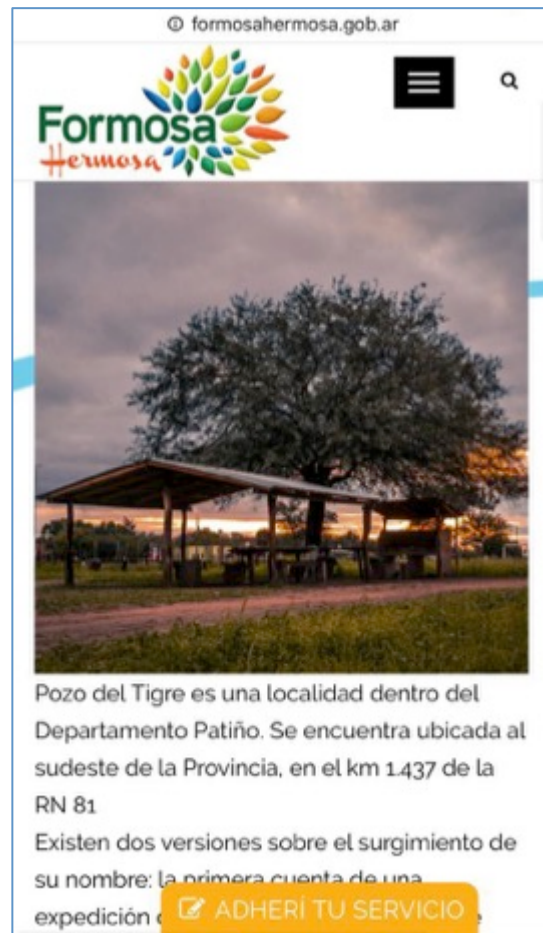 formosahermosa.gob.ar
Formosa
Hermosa
Pozo del Tigre es una localidad dentro del
Departamento Patiño. Se encuentra ubicada al
sudeste de la Provincia, en el km 1.437 de la
RN 81
Existen dos versiones sobre el surgimiento de
su nombre: la primera cuenta de una
expedición
ADHERÍ TU SERVICIO